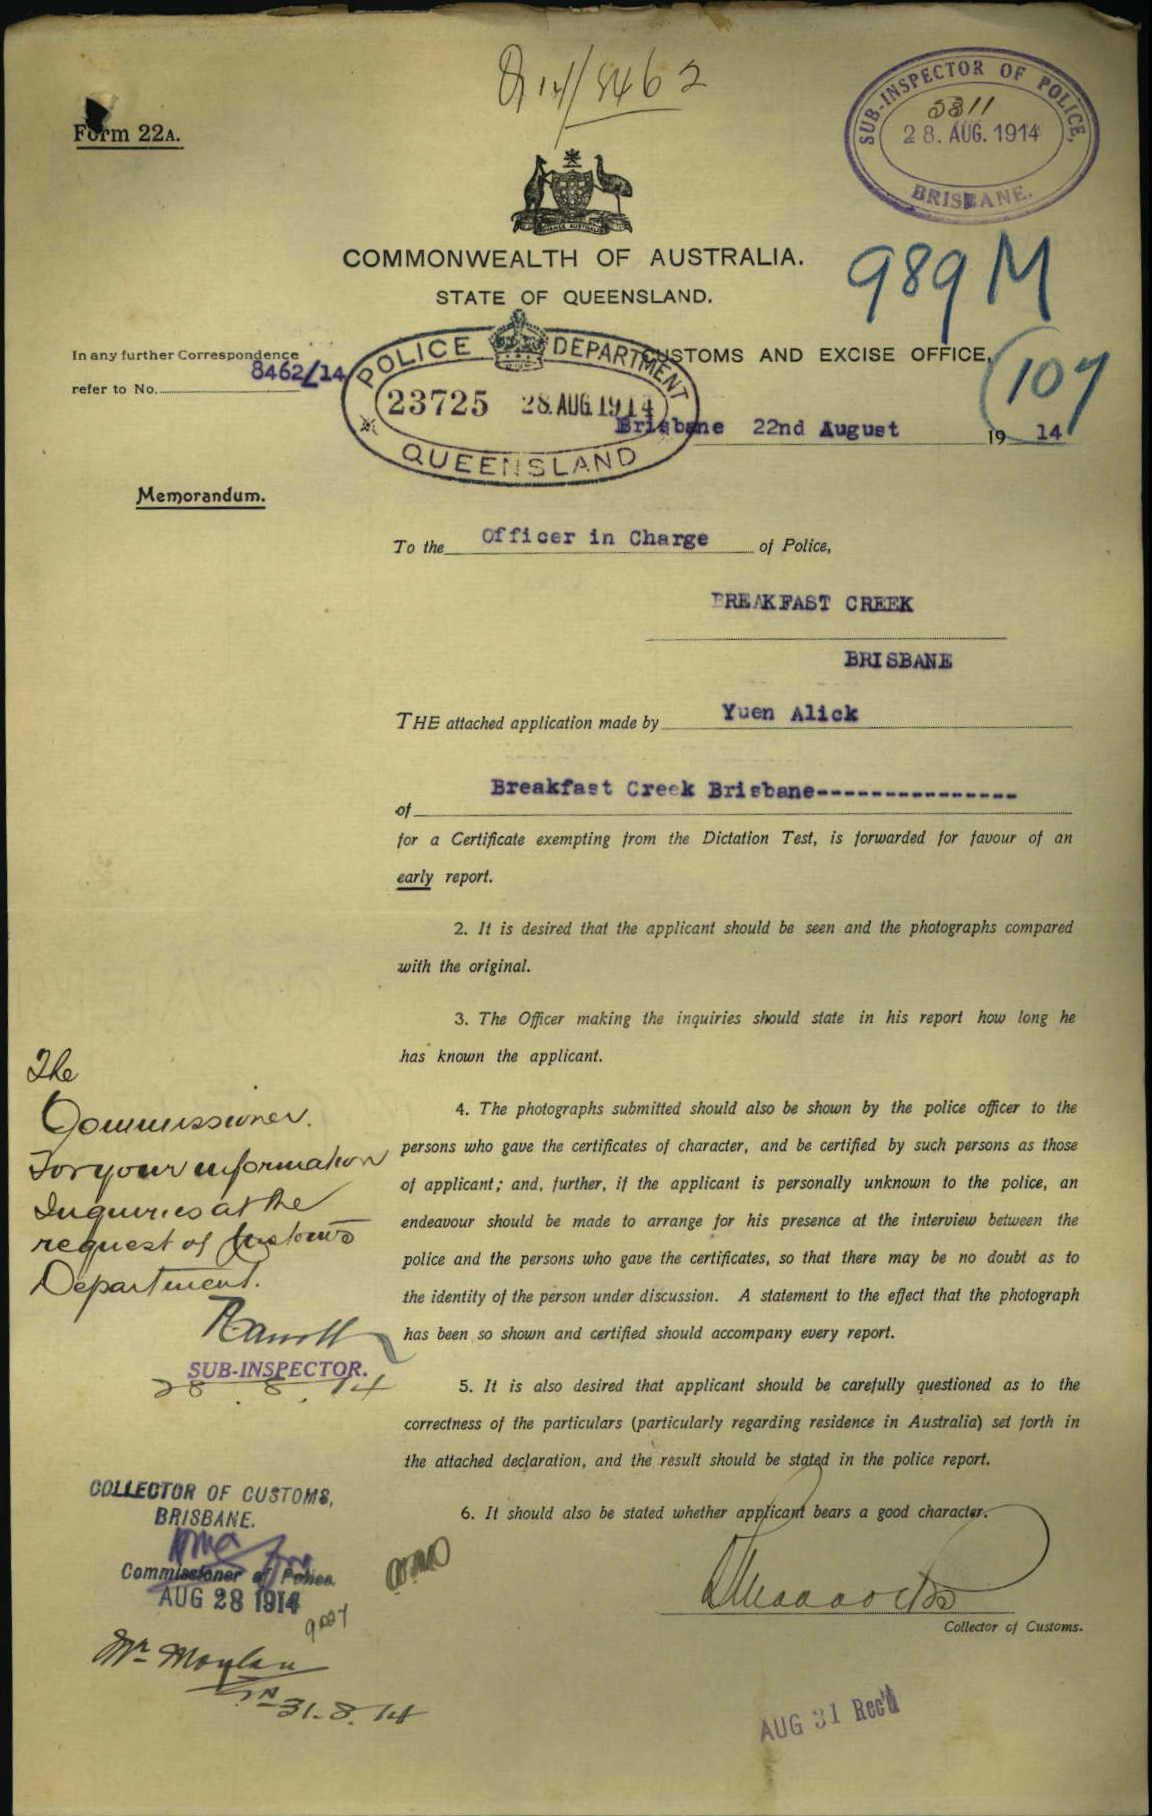 Q14/8462
Form 22A.
SUB-INSPECTOR OF POLICE,
3311
28. AUG. 1914
BRISBANE.
COMMONWEALTH OF AUSTRALIA.
STATE OF QUEENSLAND.
989 M
In any further Correspondence
refer to No. 8462/14
POLICE DEPARTMENT
23725 28. AUG. 1914
QUEENSLAND
CUSTOMS AND EXCISE OFFICE,
107
Brisbane 22nd August 1914
Memorandum.
To the Officer in Charge of Police,
BREAKFAST CREEK
BRISBANE
THE attached application made by Yuen Alick
of Breakfast Creek Brisbane----------------
for a Certificate exempting from the Dictation Test, is forwarded for favour of an
early report.
2. It is desired that the applicant should be seen and the photographs compared
with the original.
3. The Officer making the inquiries should state in his report how long he
has known the applicant.
4. The photographs submitted should also be shown by the police officer to the
persons who gave the certificates of character, and be certified by such persons as those
of applicant; and, further, if the applicant is personally unknown to the police, an
endeavour should be made to arrange for his presence at the interview between the
police and the persons who gave the certificates, so that there may be no doubt as to
the identity of the person under discussion. A statement to the effect that the photograph
has been so shown and certified should accompany every report.
5. It is also desired that applicant should be carefully questioned as to the
correctness of the particulars (particularly regarding residence in Australia) set forth in
the attached declaration, and the result should be stated in the police report.
6. It should also be stated whether applicant bears a good character.
Collector of Customs.
The
Commissioner.
For your information
Inquiries at the
request of Customs
Department.
SUB-INSPECTOR.
28.8.14
COLLECTOR OF CUSTOMS,
BRISBANE.
Commissioner of Police.
AUG 28 1914
Mr Moylan
31.8.14
AUG 31 Rec'd